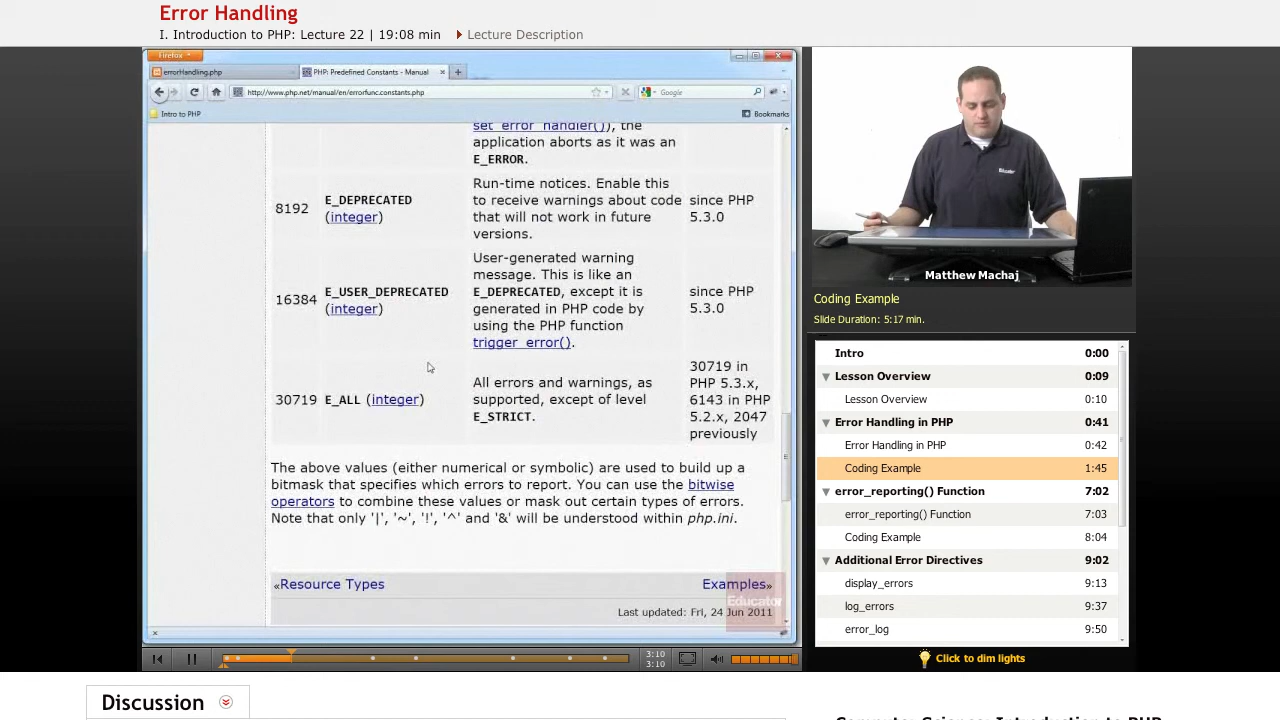 Error Handling
I. Introduction to PHP: Lecture 22 | 19:08 min
Lecture Description
Firefox
errorHandling.php
PHP: Predefined Constants - Manual
http://www.php.net/manual/en/errorfunc.constants.php
Google
Intro to PHP
Bookmarks
set_error_handler()), the
application aborts as it was an
E_ERROR.
8192
E_DEPRECATED
(integer)
Run-time notices. Enable this
to receive warnings about code
that will not work in future
versions.
since PHP
5.3.0
16384
E_USER_DEPRECATED
(integer)
User-generated warning
message. This is like an
E_DEPRECATED, except it is
generated in PHP code by
using the PHP function
trigger_error().
since PHP
5.3.0
30719
E_ALL (integer)
All errors and warnings, as
supported, except of level
E_STRICT.
30719 in
PHP 5.3.x,
6143 in PHP
5.2.x, 2047
previously
The above values (either numerical or symbolic) are used to build up a
bitmask that specifies which errors to report. You can use the bitwise
operators to combine these values or mask out certain types of errors.
Note that only '|', '~', '!', '^' and '&' will be understood within php.ini.
«Resource Types
Examples»
Educator
Last updated: Fri, 24 Jun 2011
3:10
3:10
Matthew Machaj
Coding Example
Slide Duration: 5:17 min.
Intro 0:00
Lesson Overview 0:09
Lesson Overview 0:10
Error Handling in PHP 0:41
Error Handling in PHP 0:42
Coding Example 1:45
error_reporting() Function 7:02
error_reporting() Function 7:03
Coding Example 8:04
Additional Error Directives 9:02
display_errors 9:13
log_errors 9:37
error_log 9:50
Click to dim lights
Discussion
Computer Science: Introduction to PHP